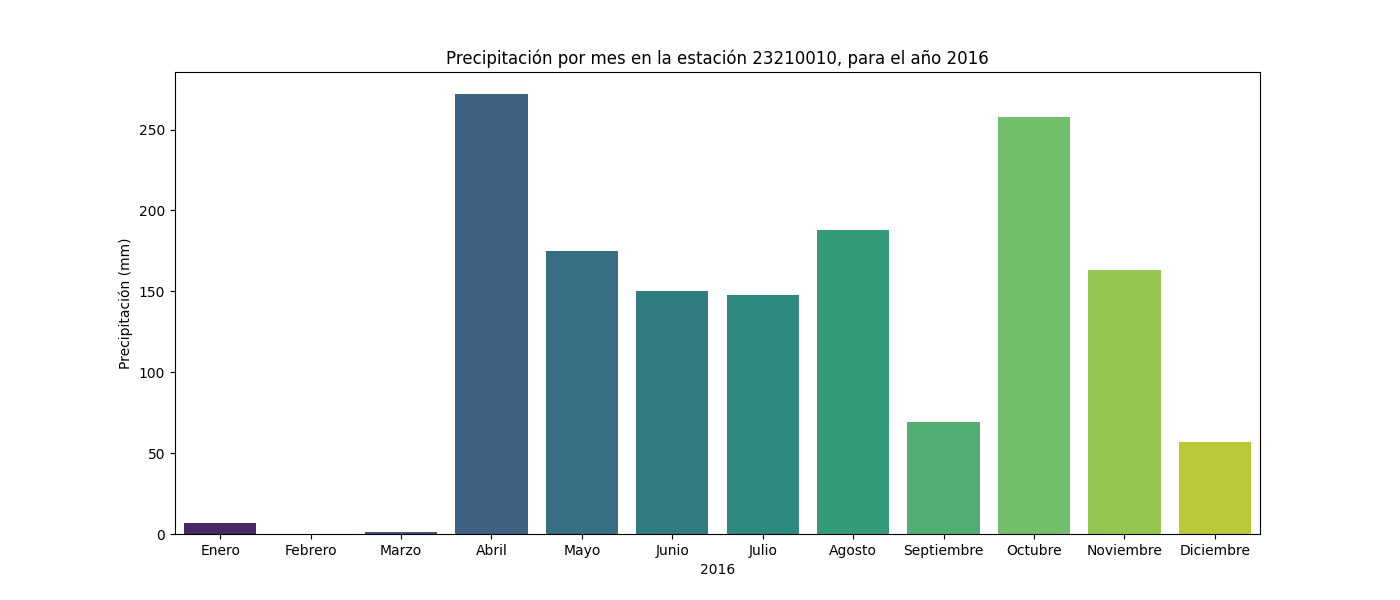 Precipitación por mes en la estación 23210010, para el año 2016
Precipitación (mm)
250
200
150
100
50
0
Enero Febrero Marzo Abril Mayo Junio Julio Agosto Septiembre Octubre Noviembre Diciembre
2016